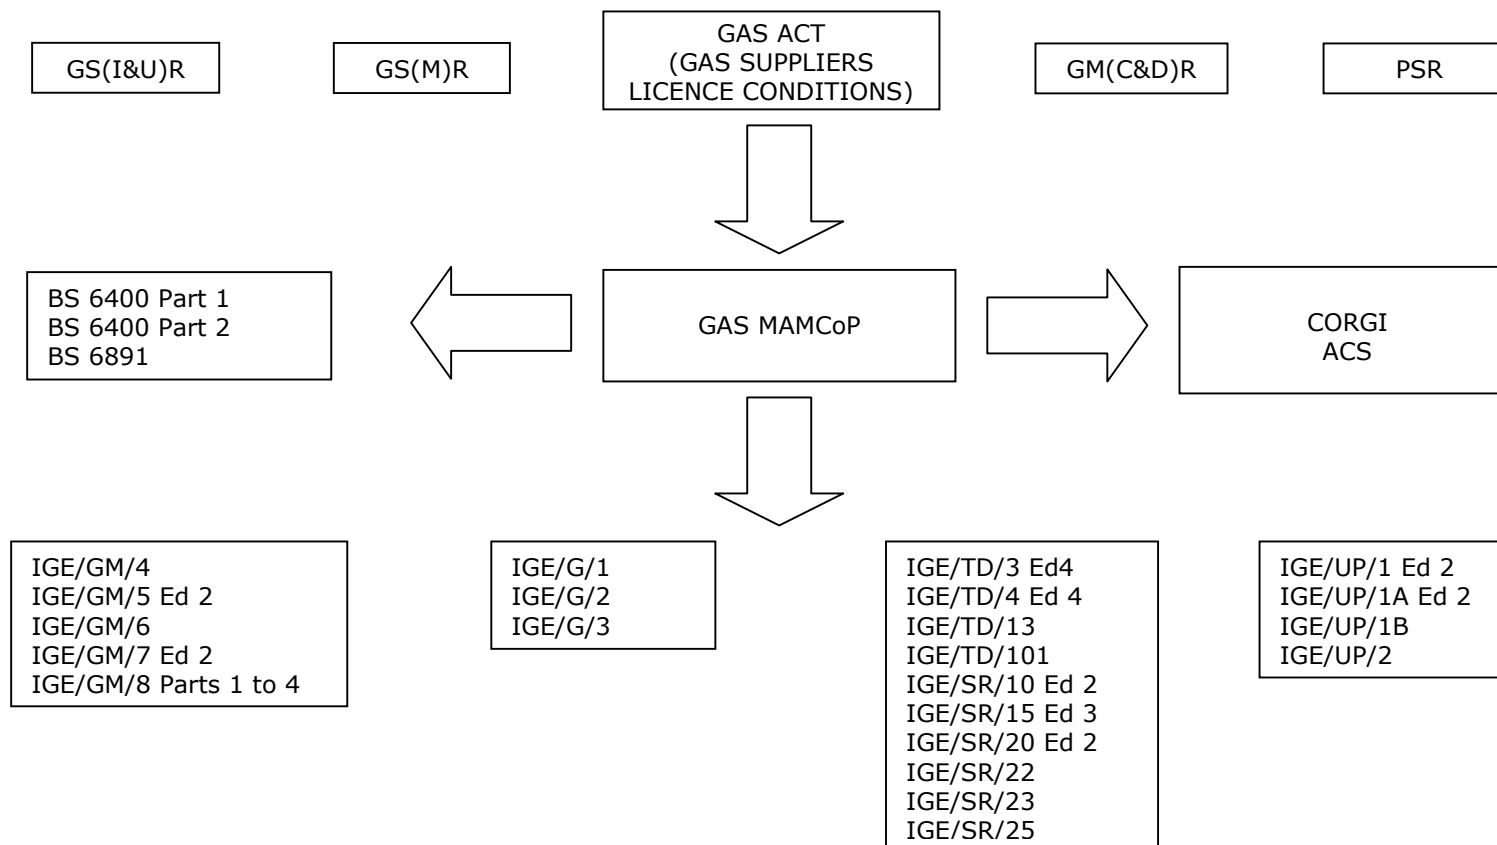 GS(I&U)R
GS(M)R
GAS ACT
(GAS SUPPLIERS
LICENCE CONDITIONS)
GM(C&D)R
PSR
BS 6400 Part 1
BS 6400 Part 2
BS 6891
GAS MAMCoP
CORGI
ACS
IGE/GM/4
IGE/GM/5 Ed 2
IGE/GM/6
IGE/GM/7 Ed 2
IGE/GM/8 Parts 1 to 4
IGE/G/1
IGE/G/2
IGE/G/3
IGE/TD/3 Ed4
IGE/TD/4 Ed 4
IGE/TD/13
IGE/TD/101
IGE/SR/10 Ed 2
IGE/SR/15 Ed 3
IGE/SR/20 Ed 2
IGE/SR/22
IGE/SR/23
IGE/SR/25
IGE/UP/1 Ed 2
IGE/UP/1A Ed 2
IGE/UP/1B
IGE/UP/2